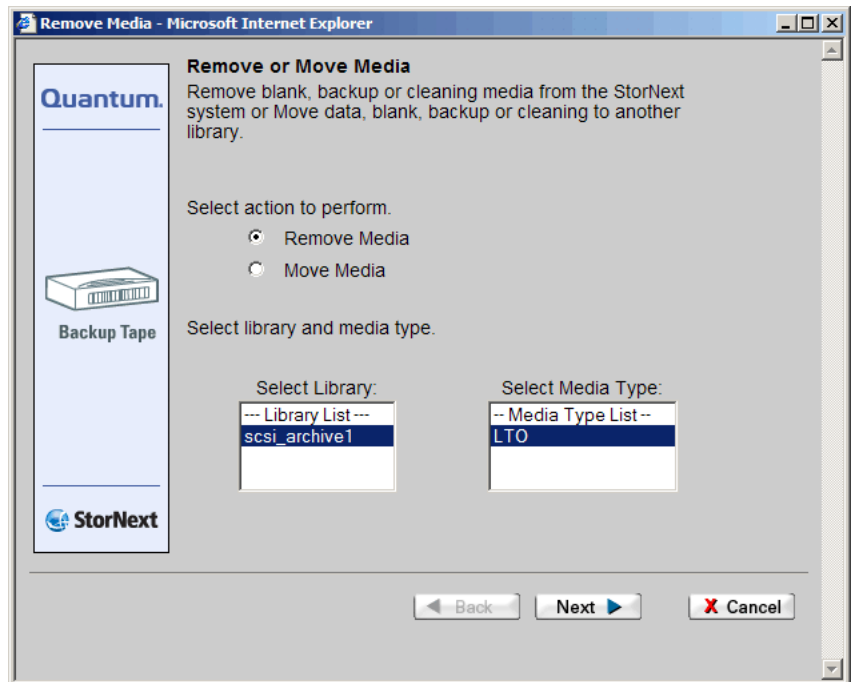 Remove Media - Microsoft Internet Explorer
Quantum.
Remove or Move Media
Remove blank, backup or cleaning media from the StorNext
system or Move data, blank, backup or cleaning to another
library.
Select action to perform.
Remove Media
Move Media
Backup Tape
Select library and media type.
Select Library:
--- Library List ---
scsi_archive1
Select Media Type:
-- Media Type List --
LTO
StorNext
Back
Next
X Cancel